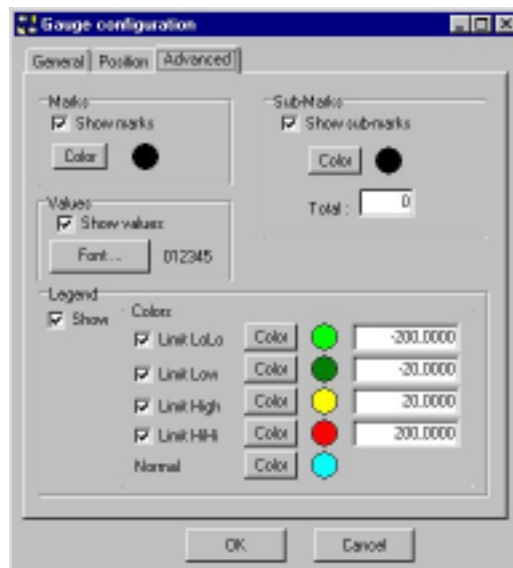 Gauge configuration
General Position Advanced
Marks
Show marks
Color
Sub-Marks
Show sub-marks
Color
Total : 0
Values
Show values
Font... 012345
Legend
Show
Colors
Limit LoLo Color -200.0000
Limit Low Color -20.0000
Limit High Color 20.0000
Limit HiHi Color 200.0000
Normal Color
OK Cancel